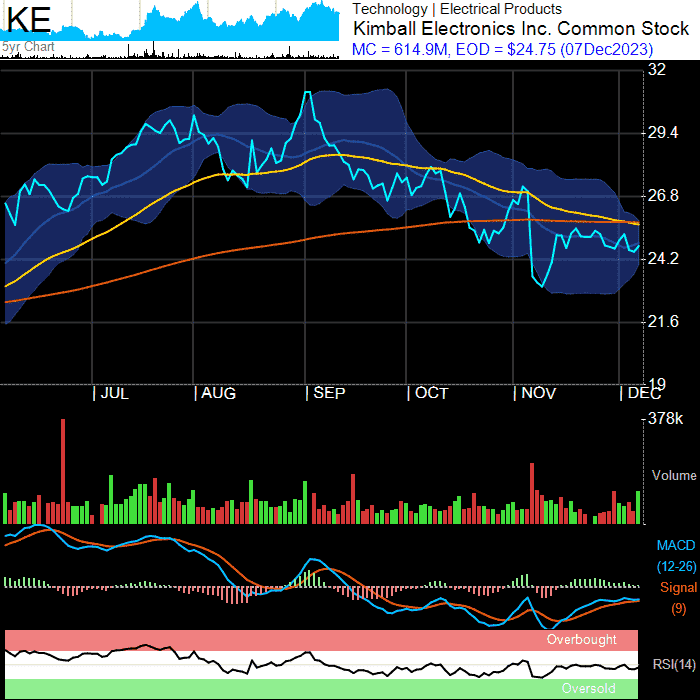 KE
5yr Chart
Technology | Electrical Products
Kimball Electronics Inc. Common Stock
MC = 614.9M, EOD = $24.75 (07Dec2023)
32
29.4
26.8
24.2
21.6
19
| JUL | AUG | SEP | OCT | NOV | DEC
378k
Volume
MACD
(12-26)
Signal
(9)
Overbought
RSI(14)
Oversold